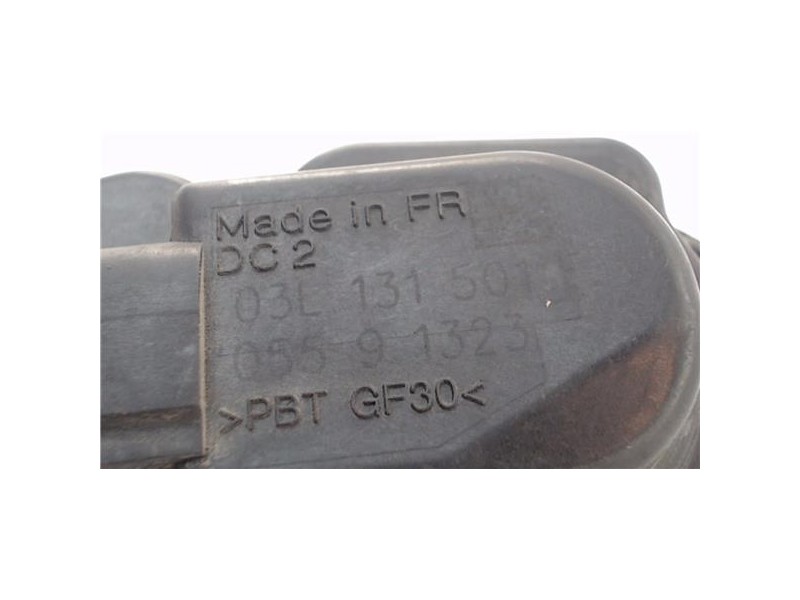 Made in FR
DC 2
03L 131 501
055 9 1323
>PBT GF30<